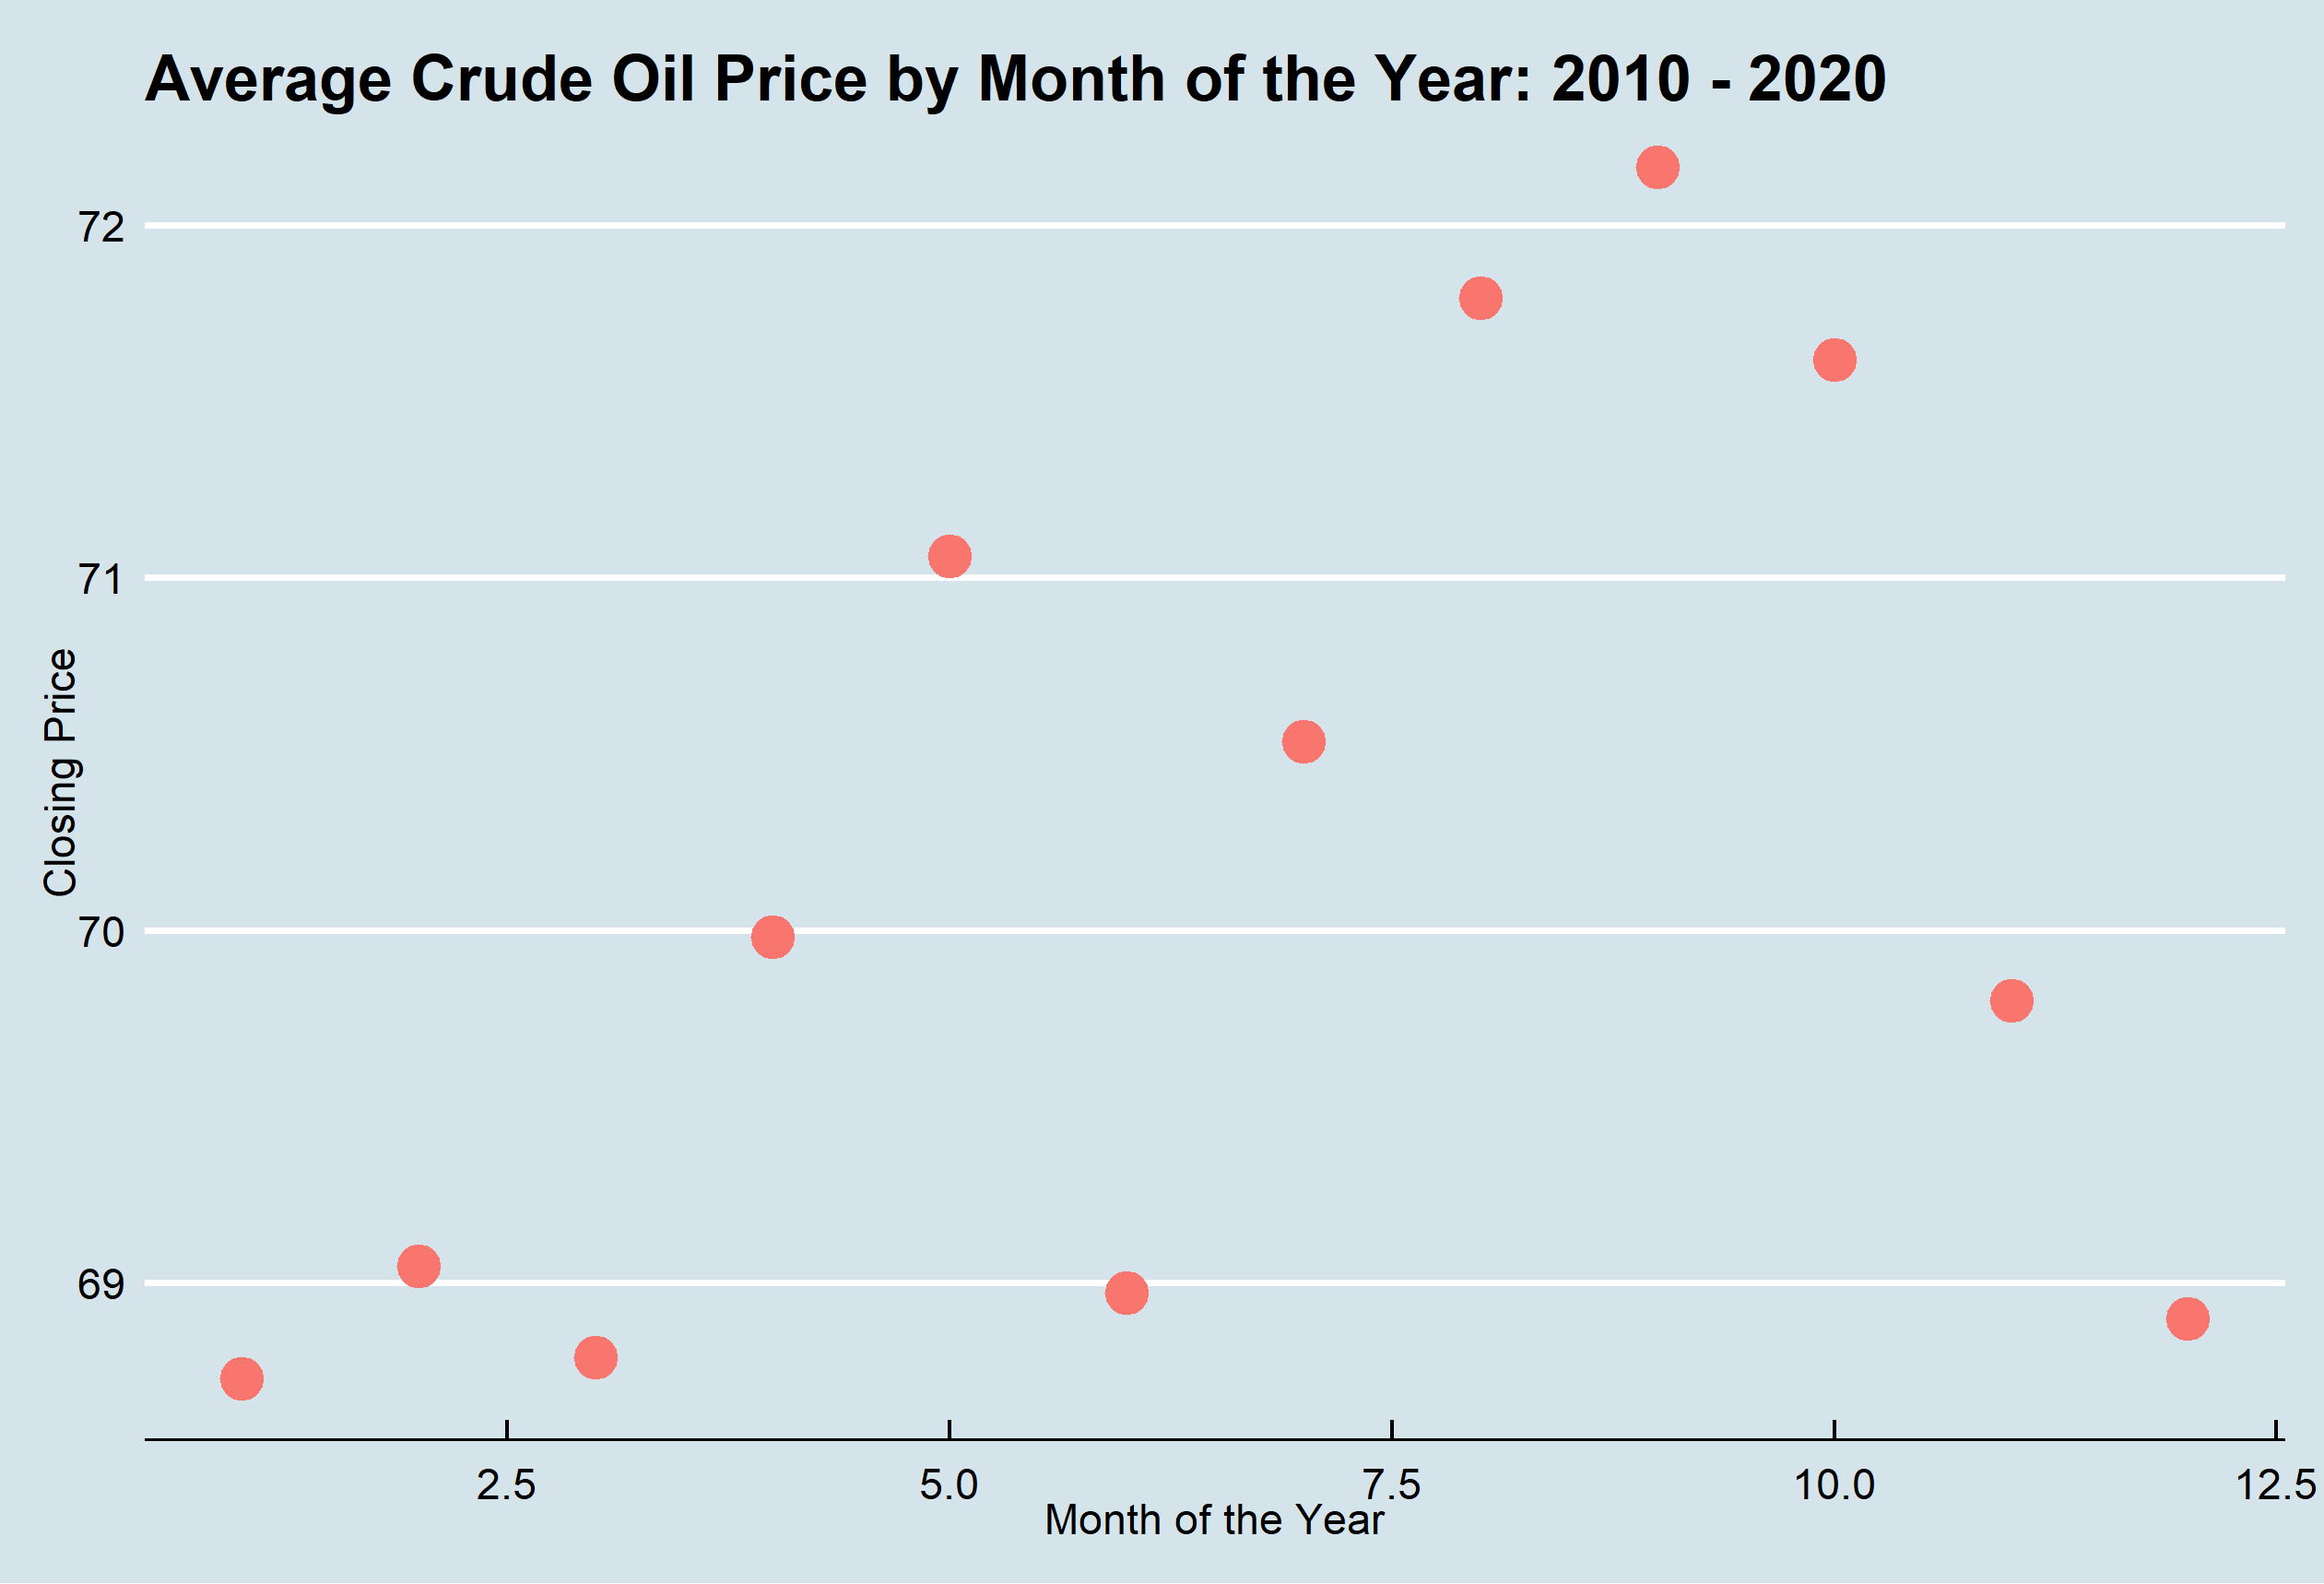 Average Crude Oil Price by Month of the Year: 2010 - 2020
72
71
70
69
Closing Price
2.5 5.0 7.5 10.0 12.5
Month of the Year